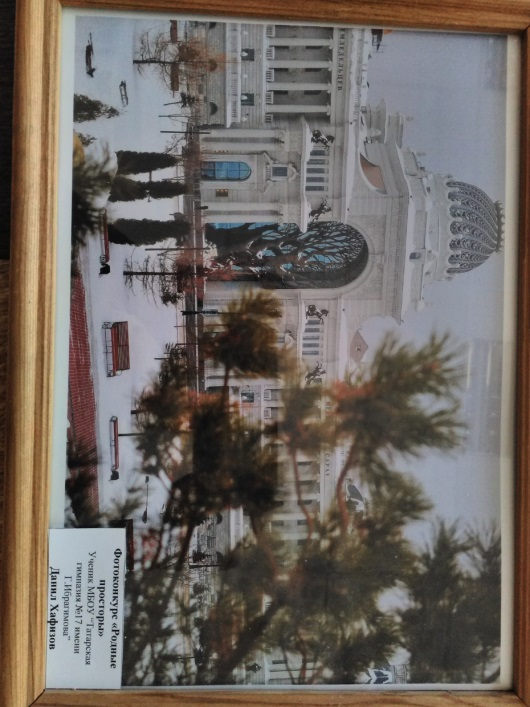 Фотоконкурс «Родные
просторы»
Ученик МБОУ "Татарская
гимназия №17 имени
Г.Ибрагимова"
Данил Хафизов